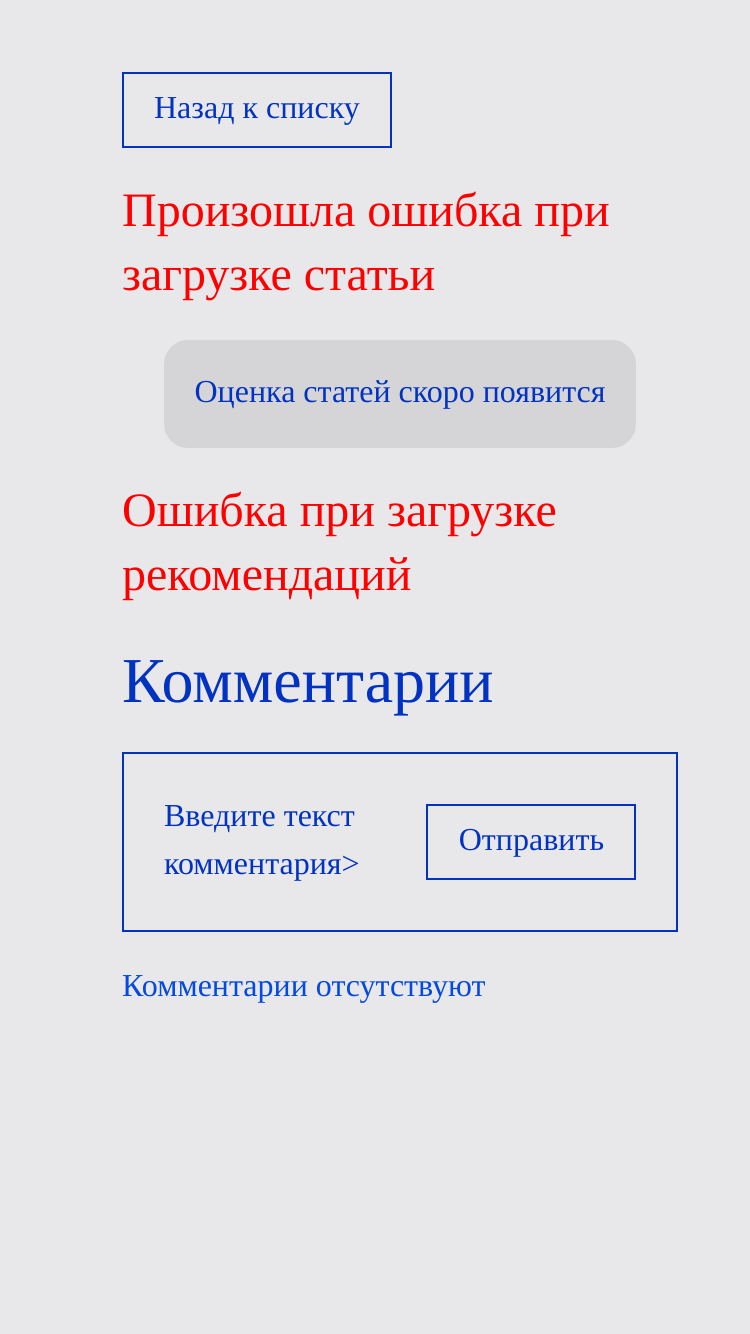 Назад к списку
Произошла ошибка при
загрузке статьи
Оценка статей скоро появится
Ошибка при загрузке
рекомендаций
Комментарии
Введите текст
комментария>
Отправить
Комментарии отсутствуют